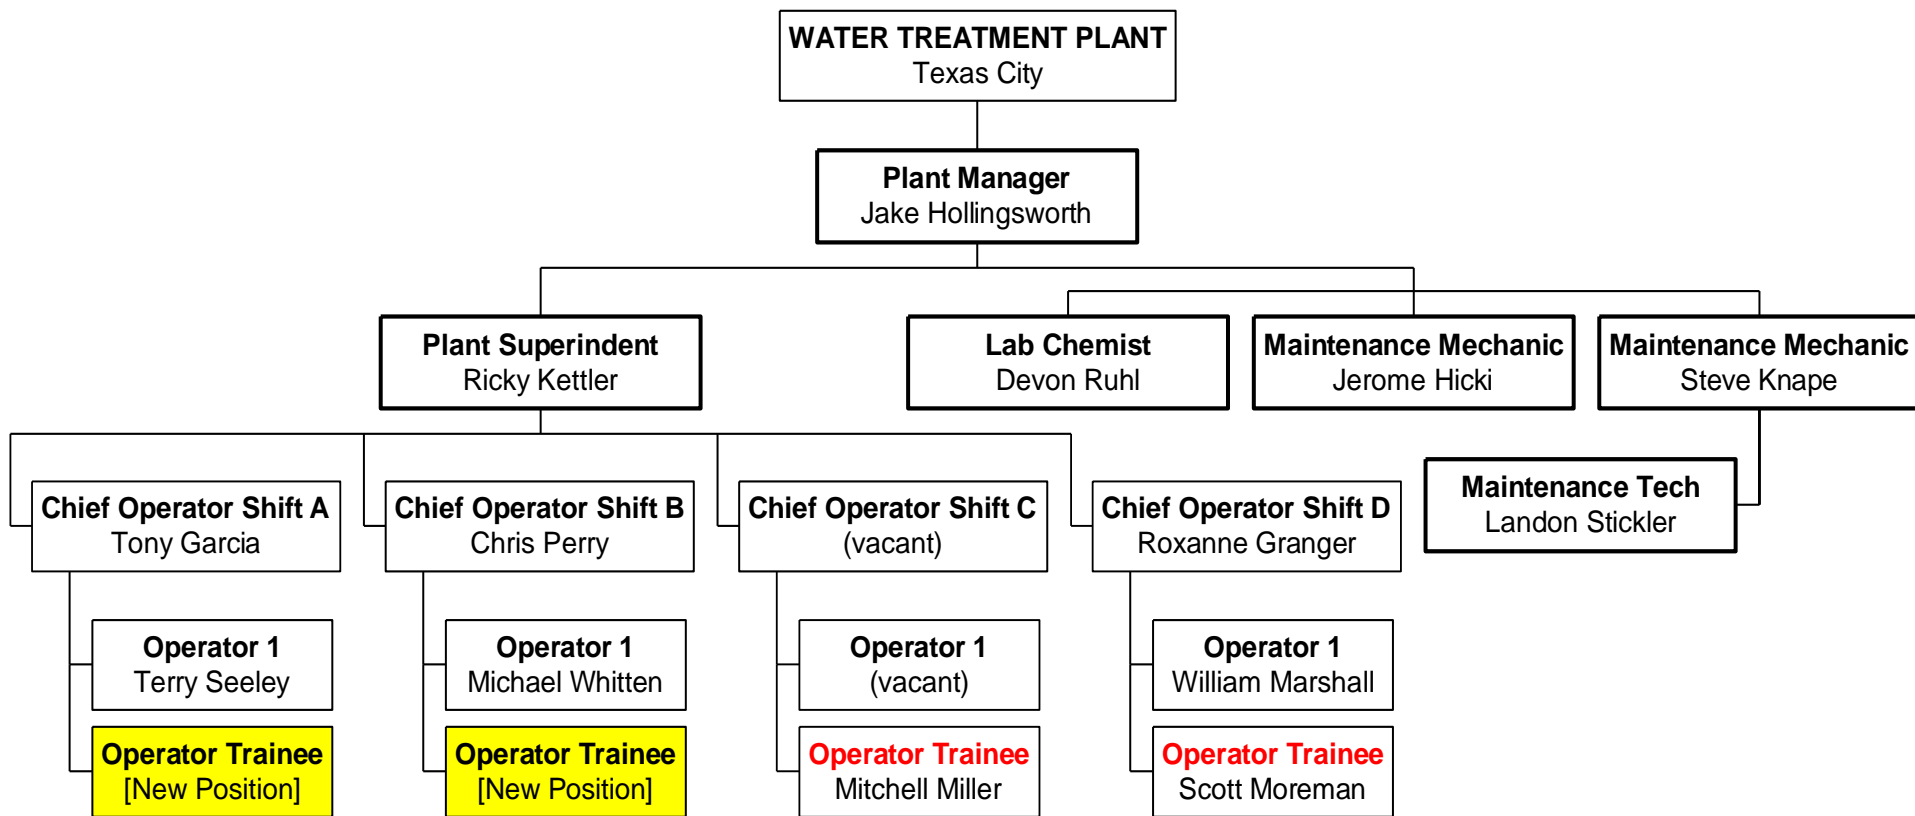 WATER TREATMENT PLANT
Texas City
Plant Manager
Jake Hollingsworth
Plant Superindent
Ricky Kettler
Lab Chemist
Devon Ruhl
Maintenance Mechanic
Jerome Hicki
Maintenance Mechanic
Steve Knape
Maintenance Tech
Landon Stickler
Chief Operator Shift A
Tony Garcia
Chief Operator Shift B
Chris Perry
Chief Operator Shift C
(vacant)
Chief Operator Shift D
Roxanne Granger
Operator 1
Terry Seeley
Operator 1
Michael Whitten
Operator 1
(vacant)
Operator 1
William Marshall
Operator Trainee
[New Position]
Operator Trainee
[New Position]
Operator Trainee
Mitchell Miller
Operator Trainee
Scott Moreman